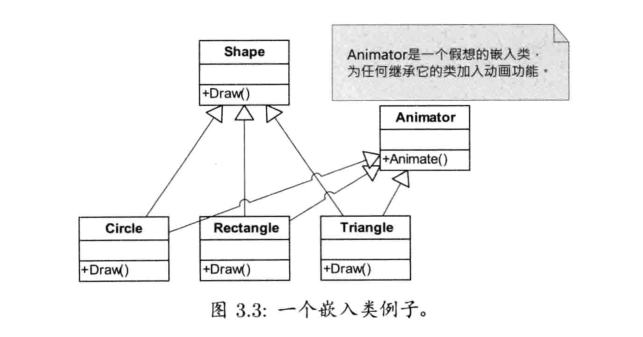 Shape
+Draw()
Animator是一个假想的嵌入类，
为任何继承它的类加入动画功能。
Animator
+Animate()
Circle
+Draw()
Rectangle
+Draw()
Triangle
+Draw()
图 3.3: 一个嵌入类例子。